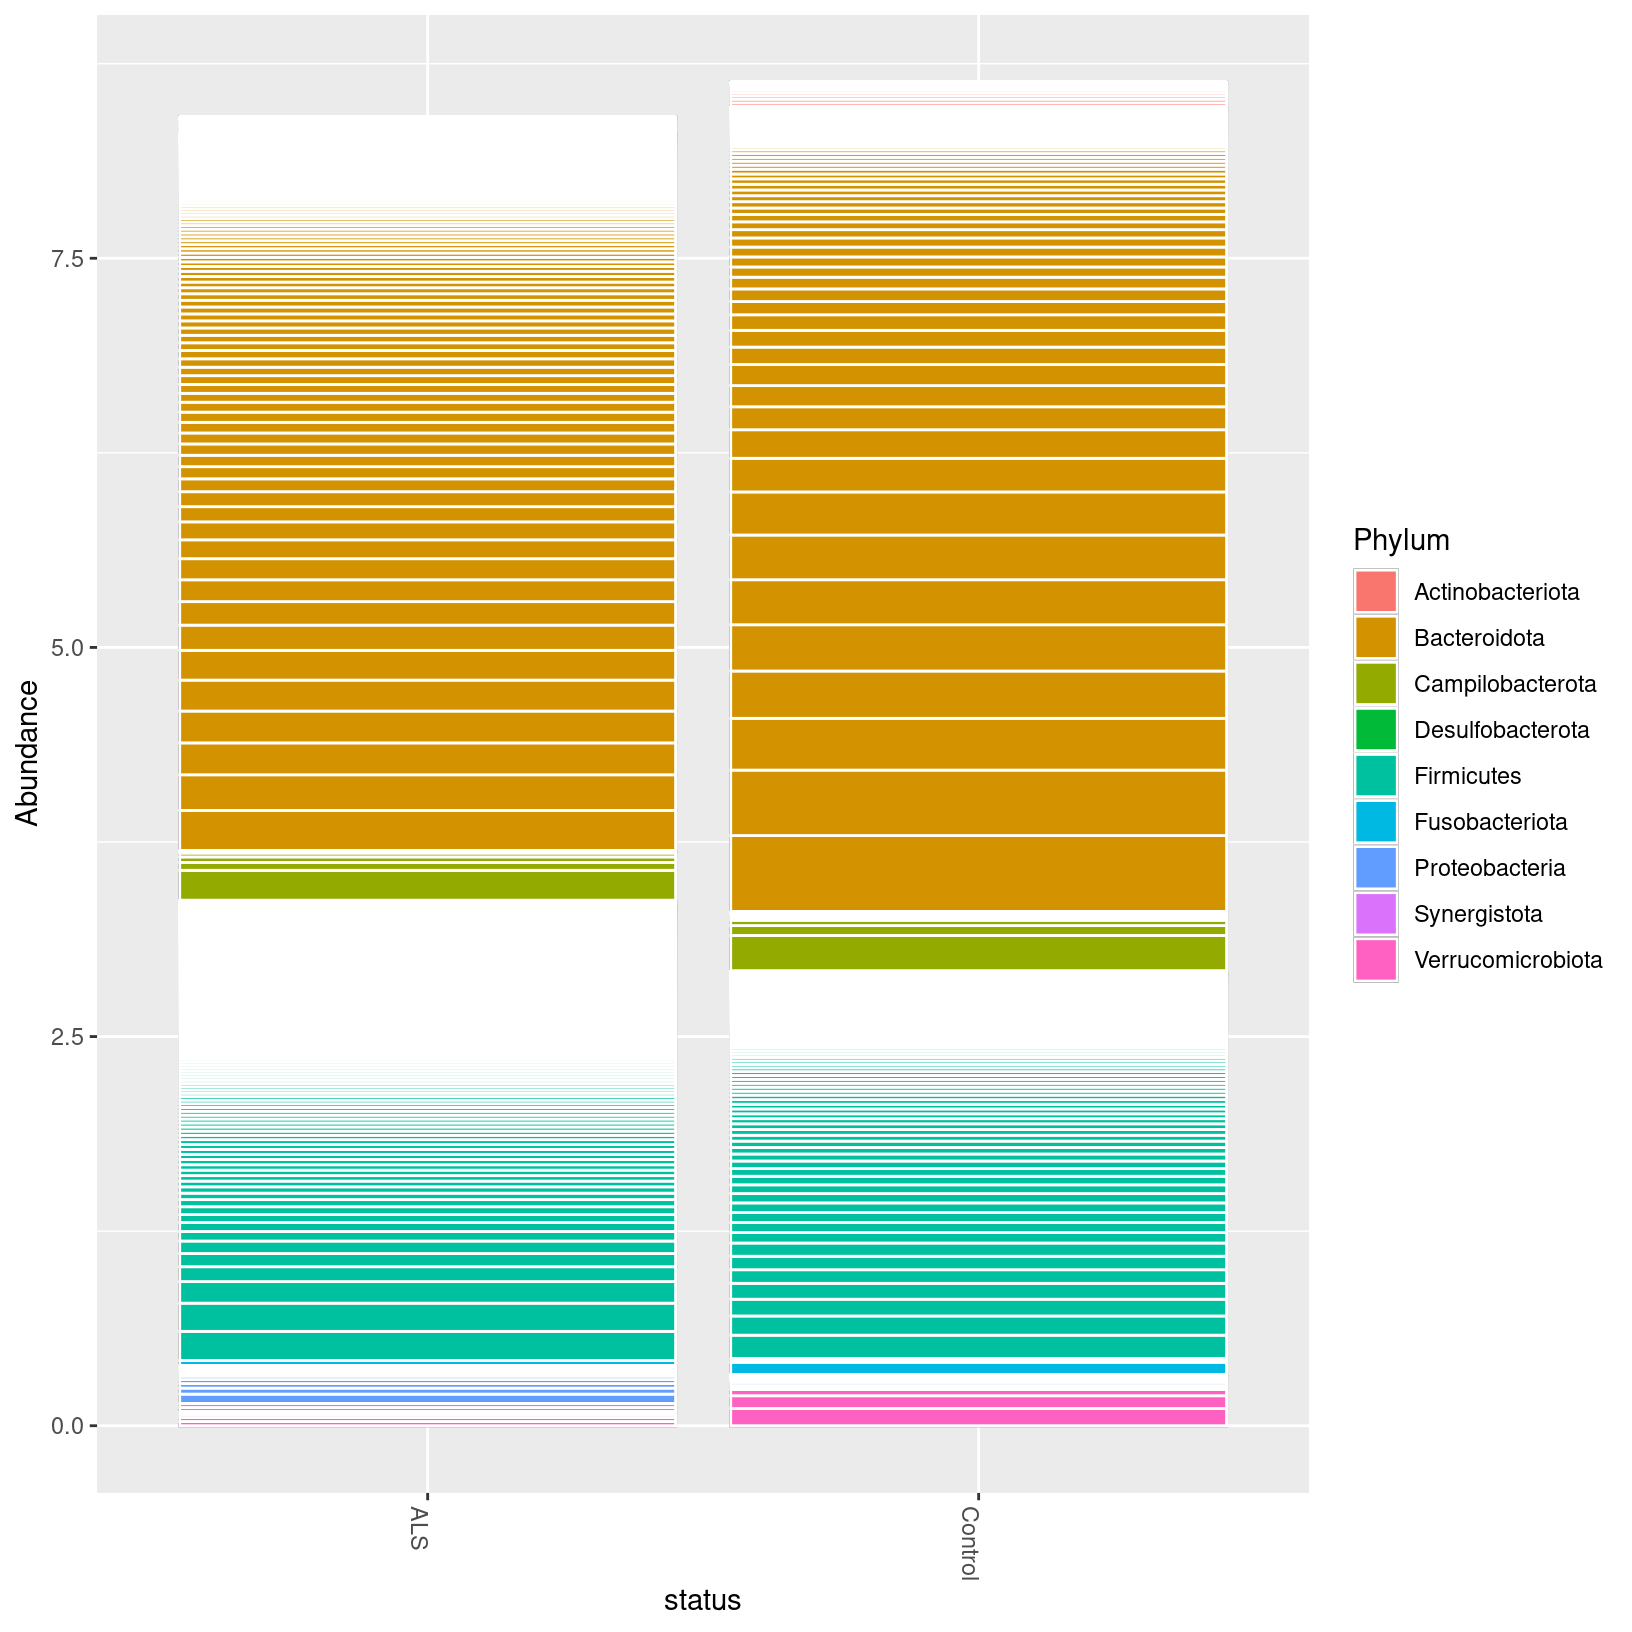 Abundance
7.5
5.0
2.5
0.0
ALS
Control
status
Phylum
Actinobacteriota
Bacteroidota
Campilobacterota
Desulfobacterota
Firmicutes
Fusobacteriota
Proteobacteria
Synergistota
Verrucomicrobiota